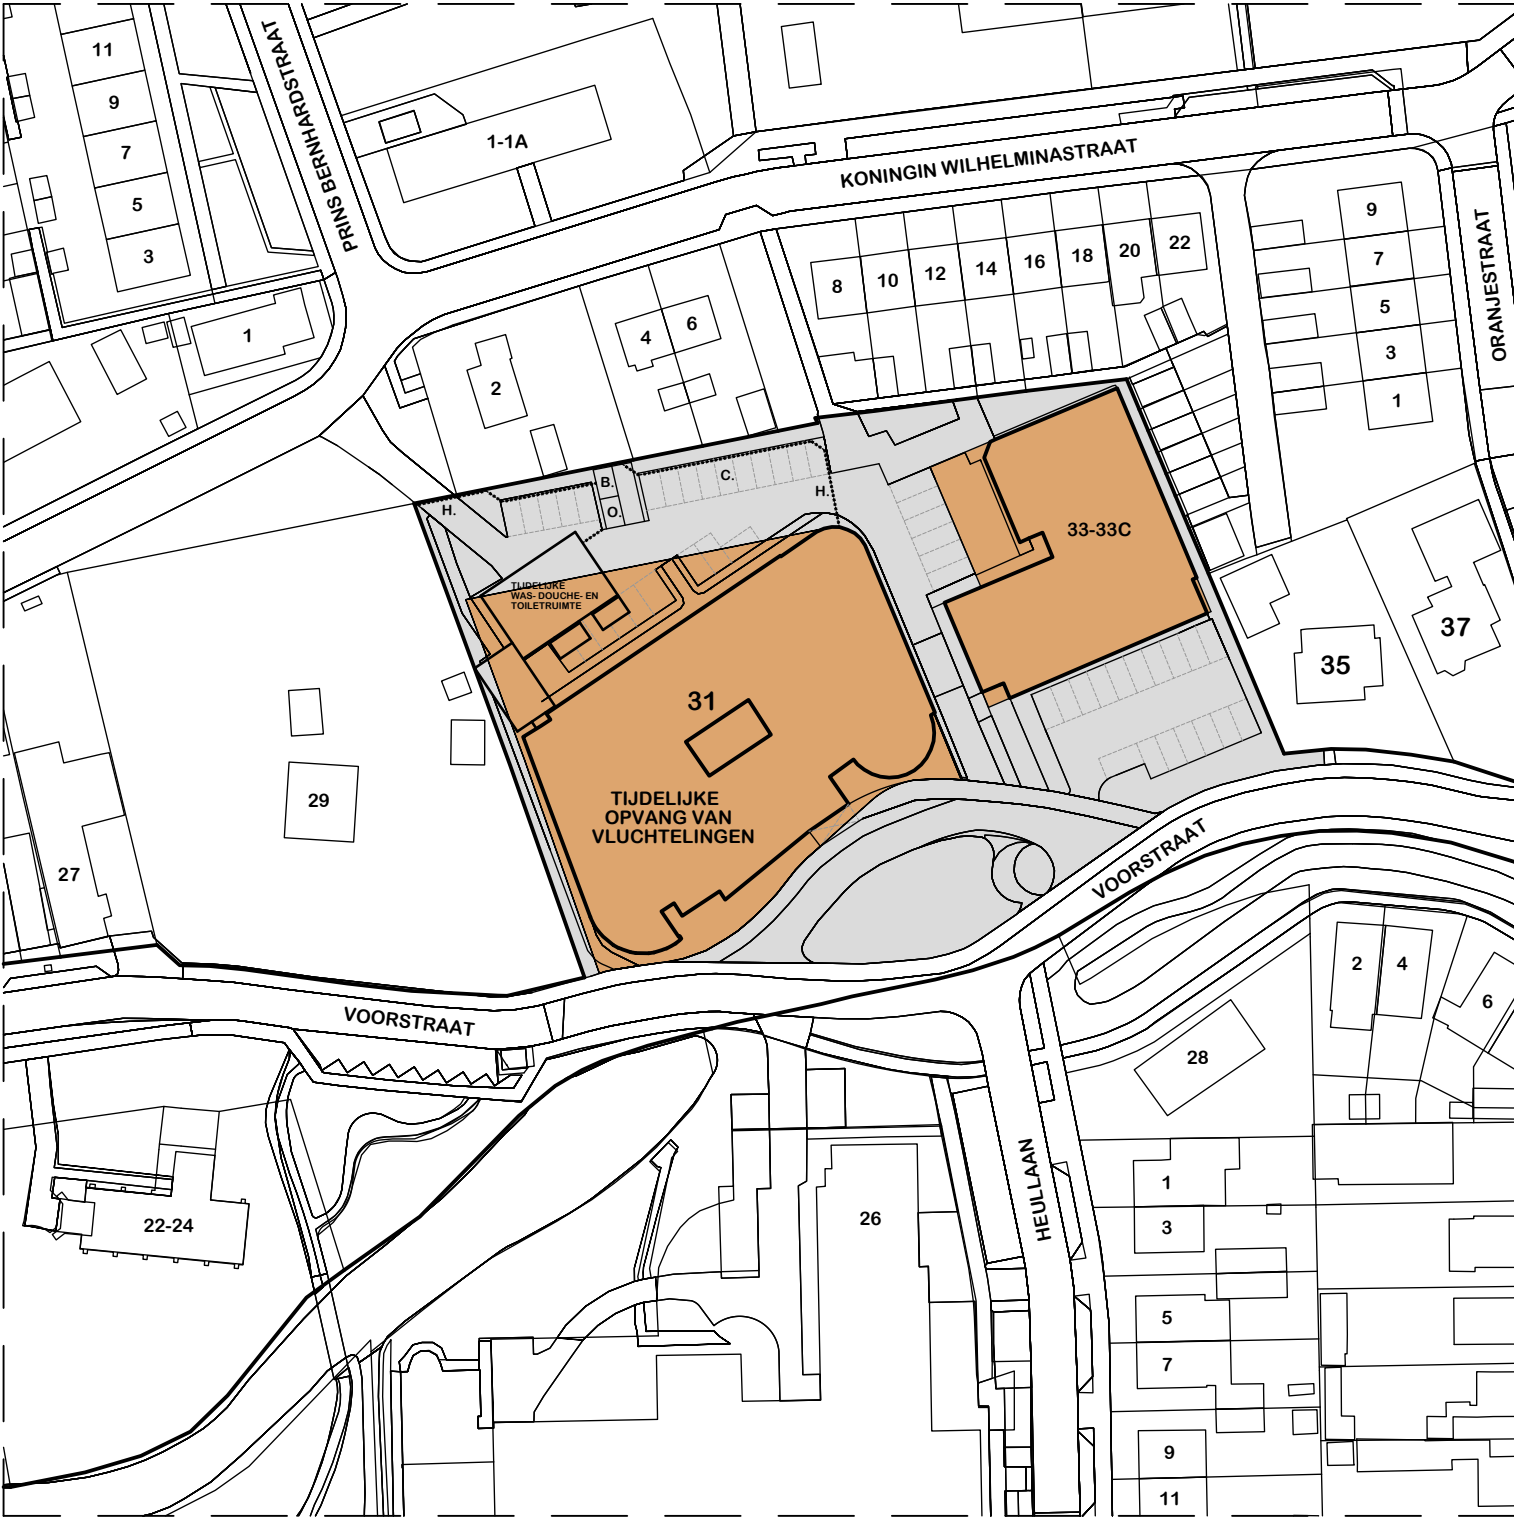 PRINS BERNHARDSTRAAT
KONINGIN WILHELMINASTRAAT
ORANJESTRAAT
11
9
7
5
3
1
1-1A
2
4
6
8
10
12
14
16
18
20
22
9
7
5
3
1
H.
B.
O.
C.
H.
TIJDELIJKE
WAS- DOUCHE- EN
TOILETRUIMTE
31
TIJDELIJKE
OPVANG VAN
VLUCHTELINGEN
33-33C
35
37
29
27
VOORSTRAAT
VOORSTRAAT
2
4
6
28
HEULLAAN
22-24
26
1
3
5
7
9
11